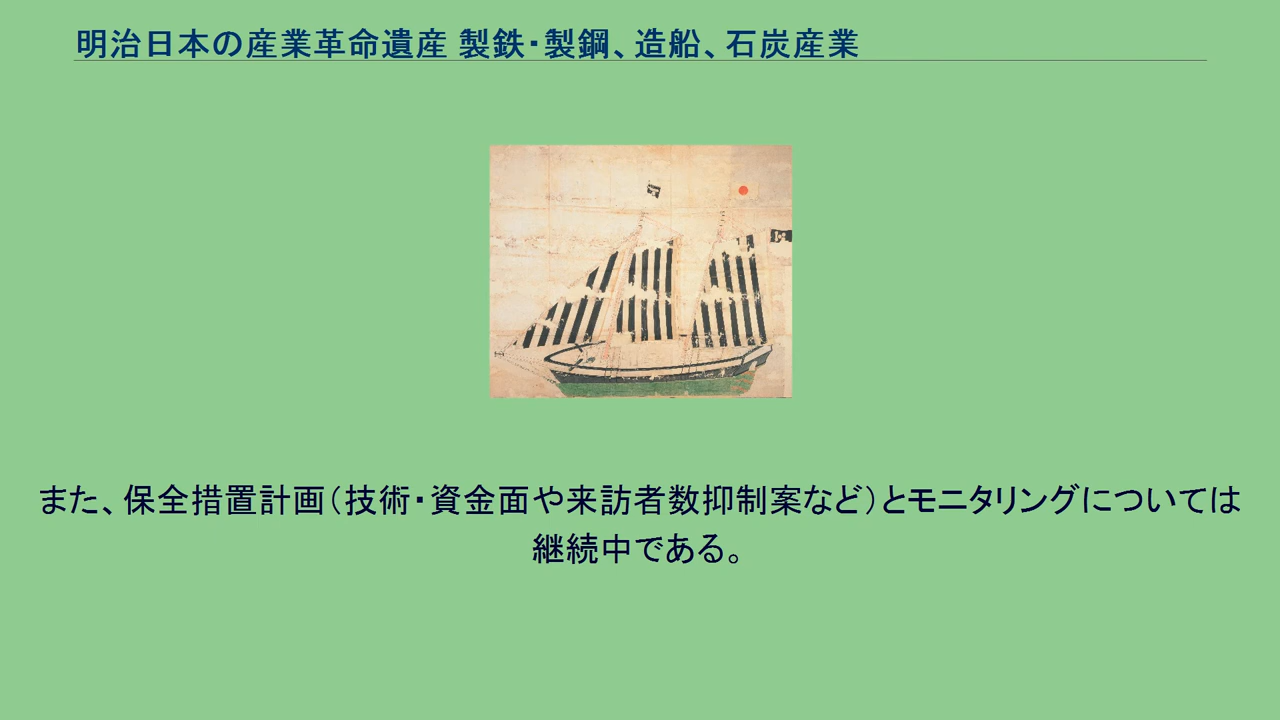 明治日本の産業革命遺産 製鉄・製鋼、造船、石炭産業
また、保全措置計画（技術・資金面や来訪者数抑制案など）とモニタリングについては
継続中である。